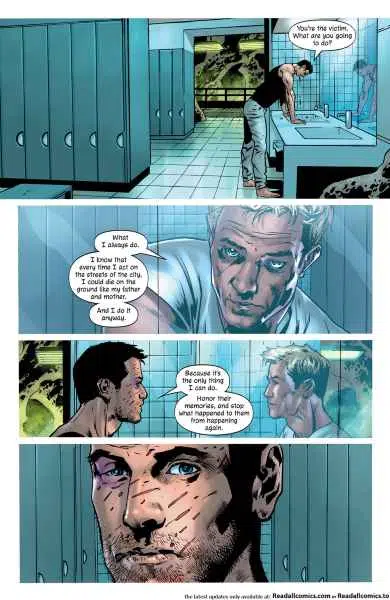 You're the victim.
What are you going
to do?
What
I always do.
I know that
every time I act on
the streets of the city,
I could die on the
ground like my father
and mother.
And I do it
anyway.
Because it's
the only thing
I can do.
Honor their
memories, and stop
what happened to them
from happening
again.
the latest updates only available at: Readallcomics.com or Readallcomics.to